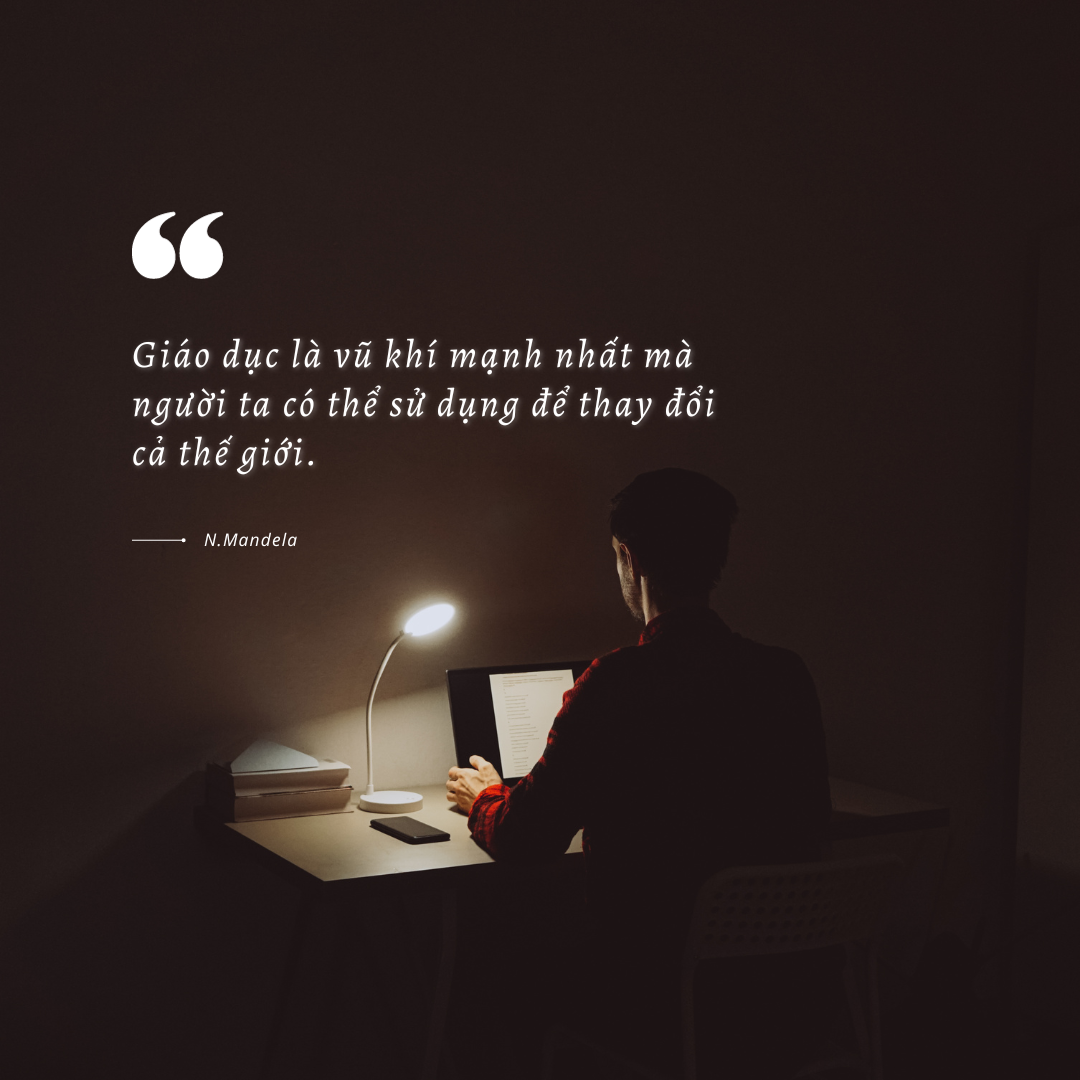 “
Giáo dục là vũ khí mạnh nhất mà
người ta có thể sử dụng để thay đổi
cả thế giới.
N.Mandela